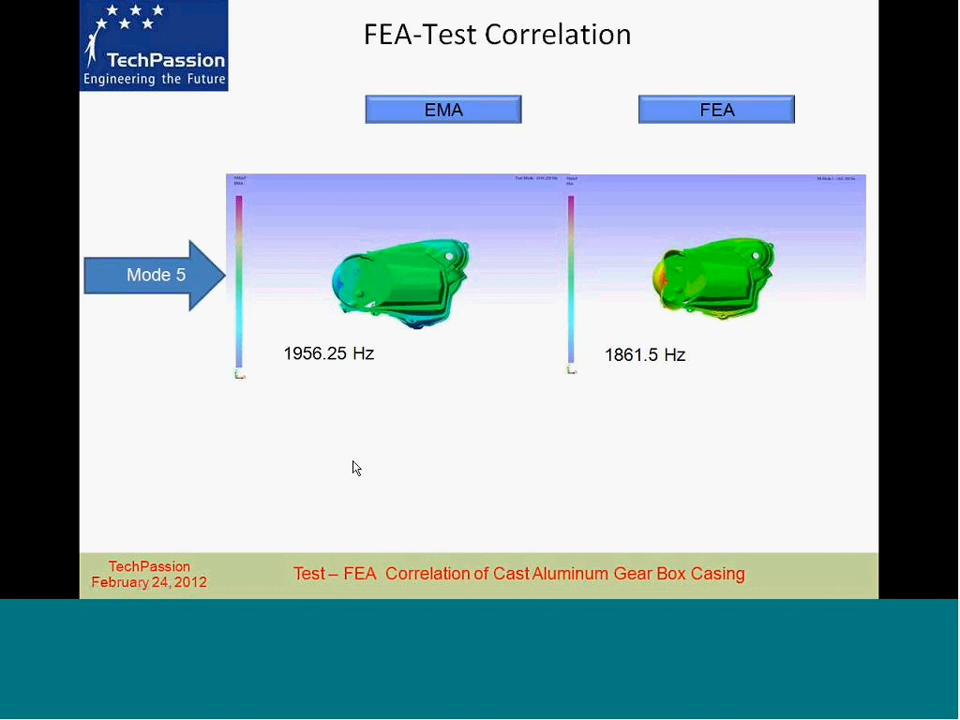 TechPassion
Engineering the Future
FEA-Test Correlation
EMA
FEA
Mode 5
1956.25 Hz
1861.5 Hz
TechPassion
February 24, 2012
Test – FEA Correlation of Cast Aluminum Gear Box Casing